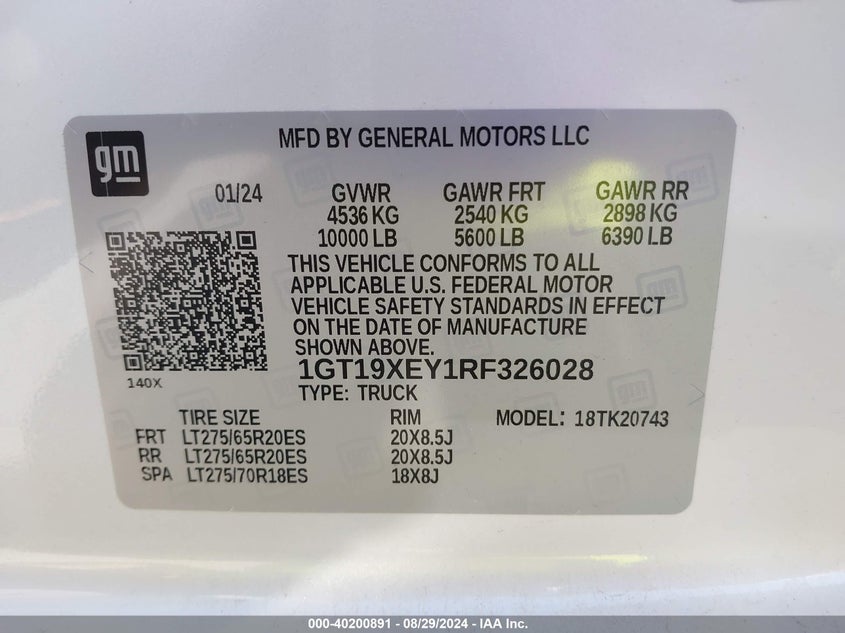 gm
MFD BY GENERAL MOTORS LLC
01/24 GVWR GAWR FRT GAWR RR
4536 KG 2540 KG 2898 KG
10000 LB 5600 LB 6390 LB
THIS VEHICLE CONFORMS TO ALL
APPLICABLE U.S. FEDERAL MOTOR
VEHICLE SAFETY STANDARDS IN EFFECT
ON THE DATE OF MANUFACTURE
SHOWN ABOVE.
1GT19XEY1RF326028
140X
TYPE: TRUCK
TIRE SIZE RIM MODEL: 18TK20743
FRT LT275/65R20ES 20X8.5J
RR LT275/65R20ES 20X8.5J
SPA LT275/70R18ES 18X8J
000-40200891 - 08/29/2024 - IAA Inc.